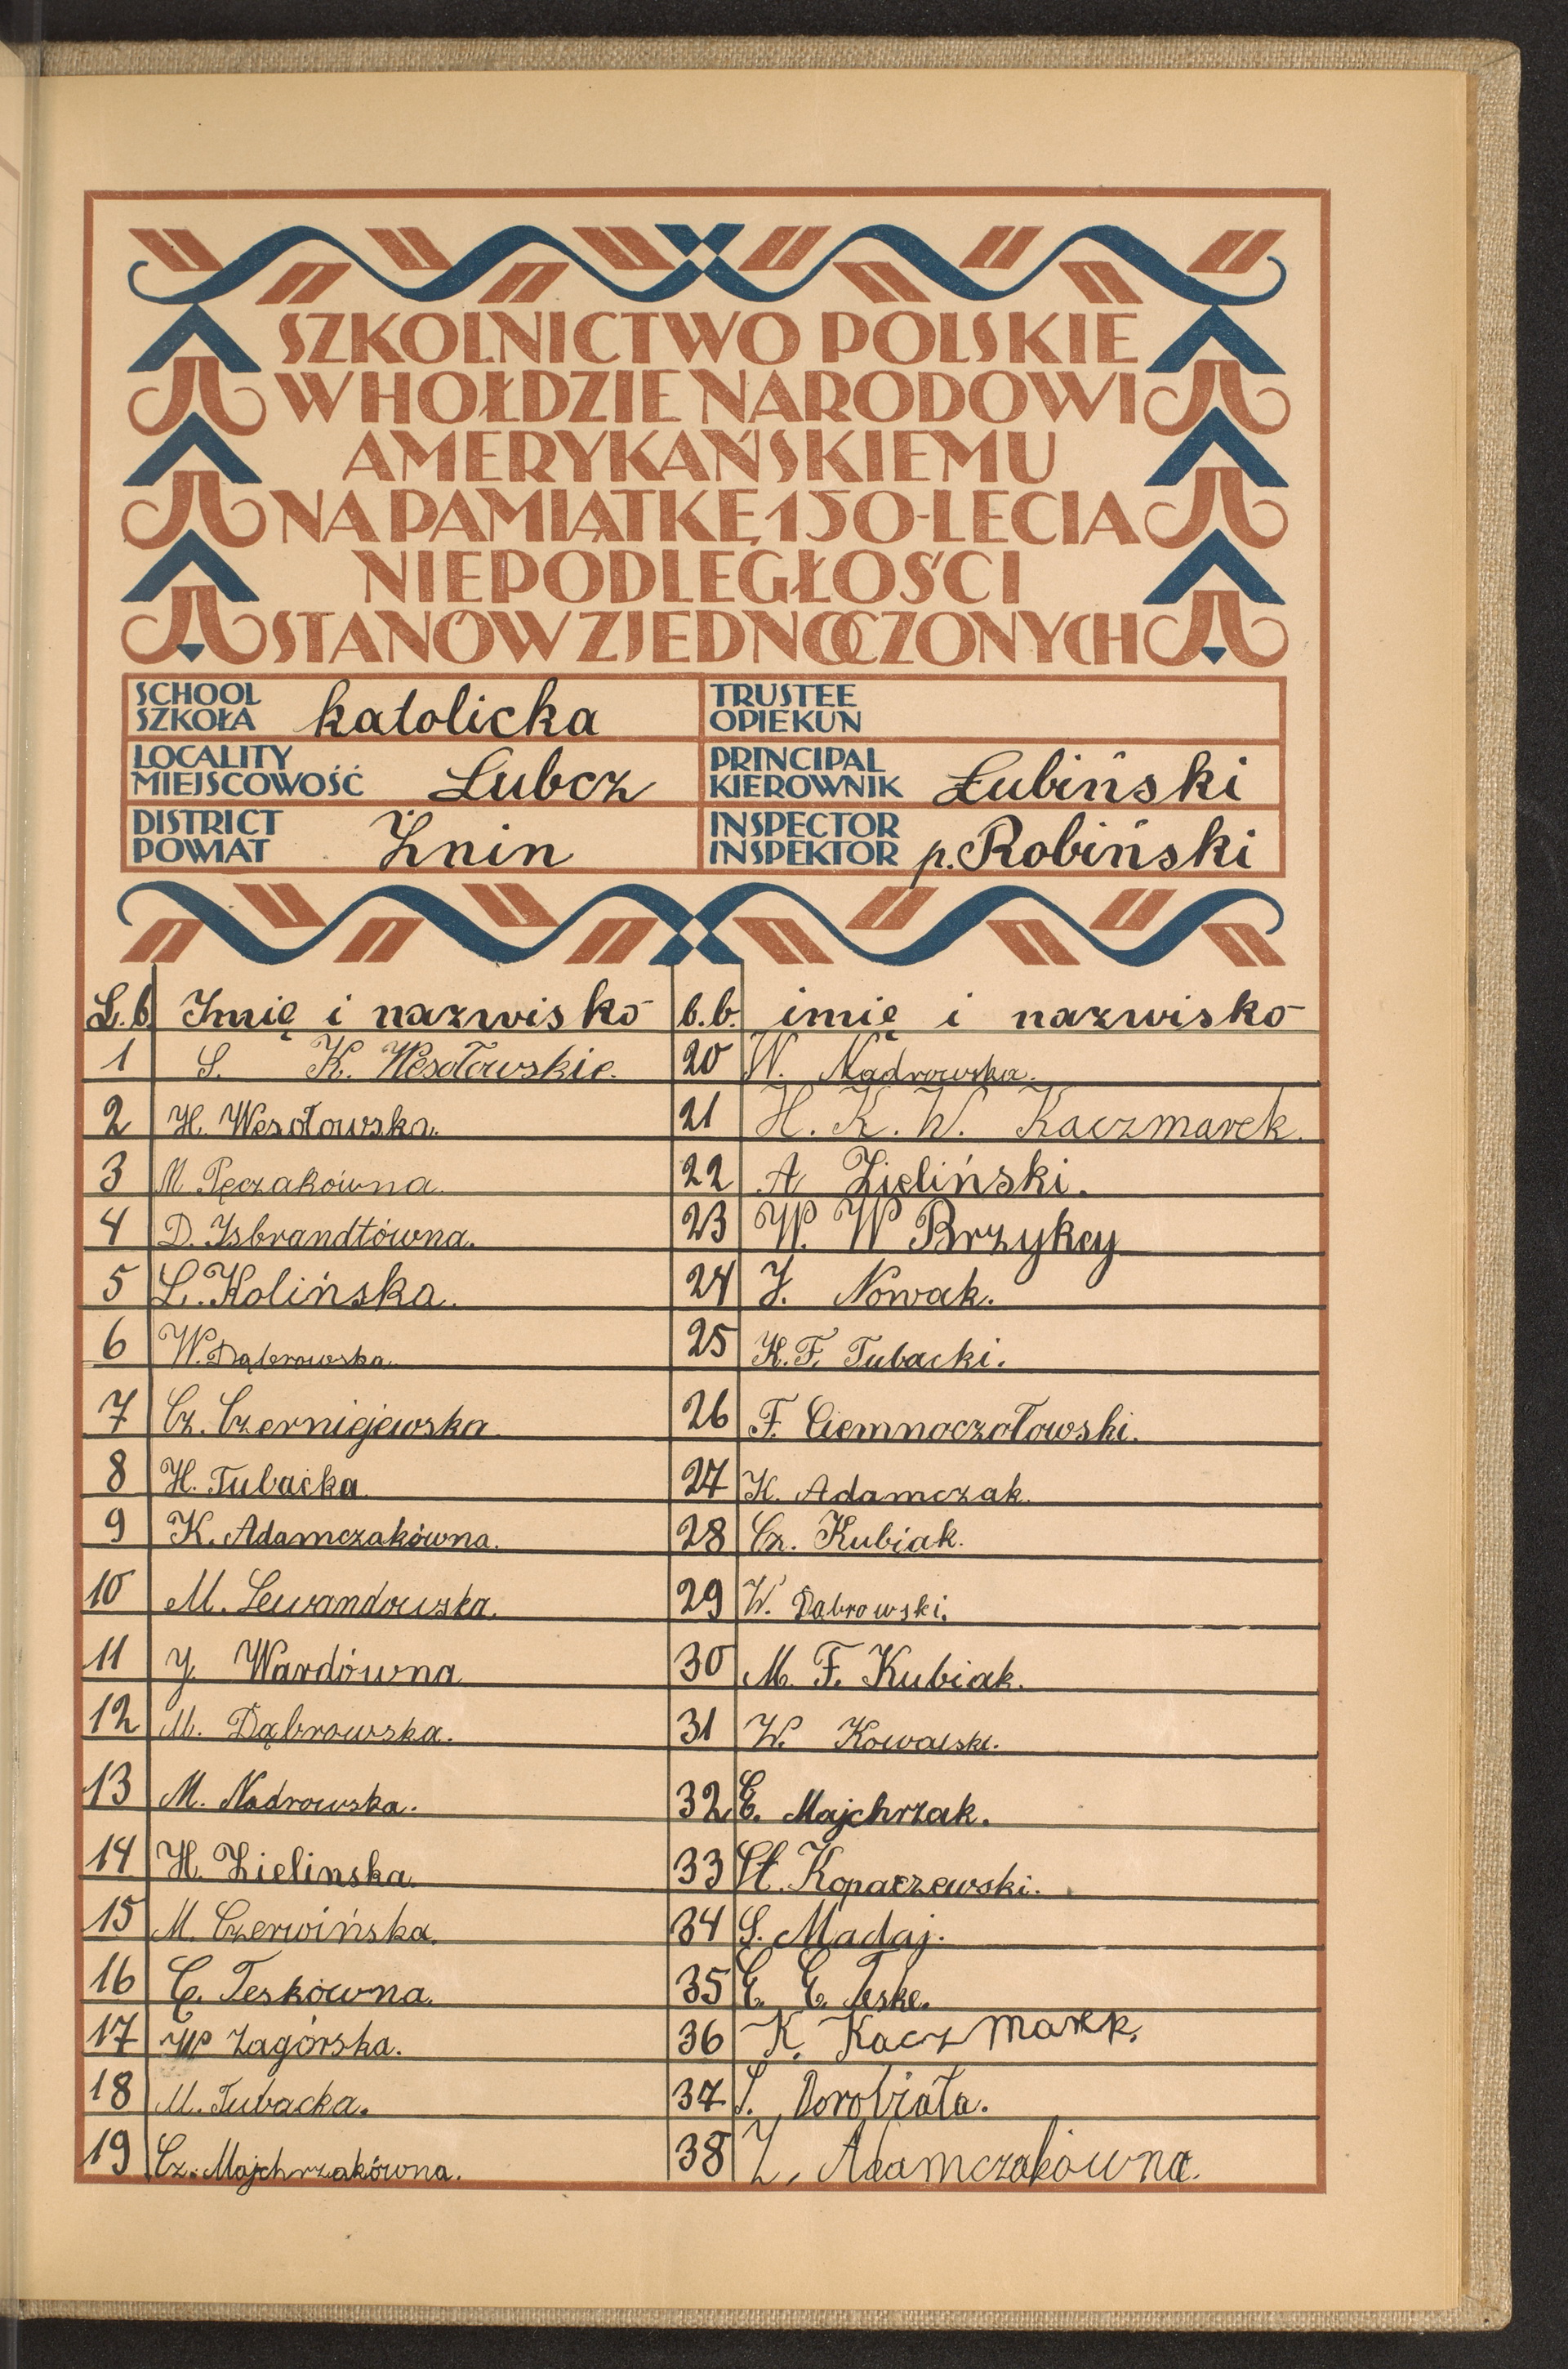 SZKOLNICTWO POLSKIE
W HOŁDZIE NARODOWI
AMERYKAŃSKIEMU
NA PAMIĄTKĘ 150-LECIA
NIEPODLEGŁOŚCI
STANÓW ZJEDNOCZONYCH
SCHOOL
SZKOŁA katolicka
TRUSTEE
OPIEKUN
LOCALITY
MIEJSCOWOŚĆ Lubcz
PRINCIPAL
KIEROWNIK Łubiński
DISTRICT
POWIAT Żnin
INSPECTOR
INSPEKTOR p. Robiński
L.b. Imię i nazwisko
1 S. K. Wesołowskie.
2 H. Wesołowska.
3 M. Pęczakówna.
4 D. Isbrandtówna.
5 L. Kolińska.
6 W. Dąbrowska.
7 Cz. Czerniejewska.
8 H. Tubacka.
9 K. Adamczakówna.
10 M. Lewandowska.
11 J. Wardówna
12 M. Dąbrowska.
13 M. Nadrowska.
14 H. Zielinska.
15 M. Czerwińska.
16 C. Teskówna.
17 W Zagórska.
18 M. Tubacka.
19 Cz. Majchrzakówna.
b.b. imię i nazwisko
20 W. Nadrowska.
21 H. K. W. Kaczmarek.
22 A Zieliński.
23 W. W Brzykcy
24 J. Nowak.
25 K. F. Tubacki.
26 F. Ciemnoczołowski.
27 K. Adamczak.
28 Cz. Kubiak.
29 W. Dąbrowski.
30 M. F. Kubiak.
31 W. Kowalski.
32 E. Majchrzak.
33 St. Kopaczewski.
34 S. Madaj.
35 E. E. Teske.
36 K. Kaczmarek.
37 S. Dorobiała.
38 Z. Adamczakówna.